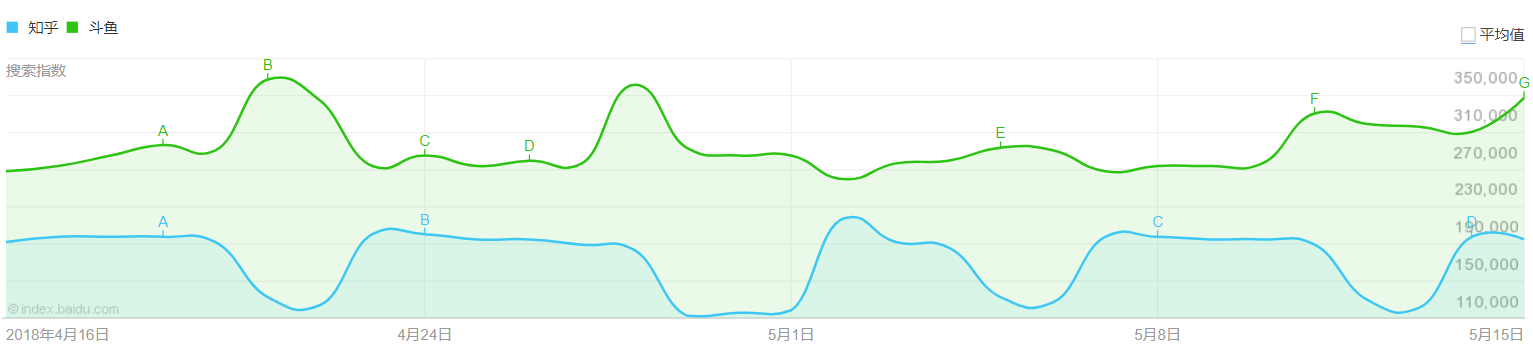 知乎 斗鱼
平均值
搜索指数
B
350,000
G
A
F
310,000
C
D
E
270,000
230,000
A
B
C
D
190,000
150,000
110,000
©index.baidu.com
2018年4月16日 4月24日 5月1日 5月8日 5月15日